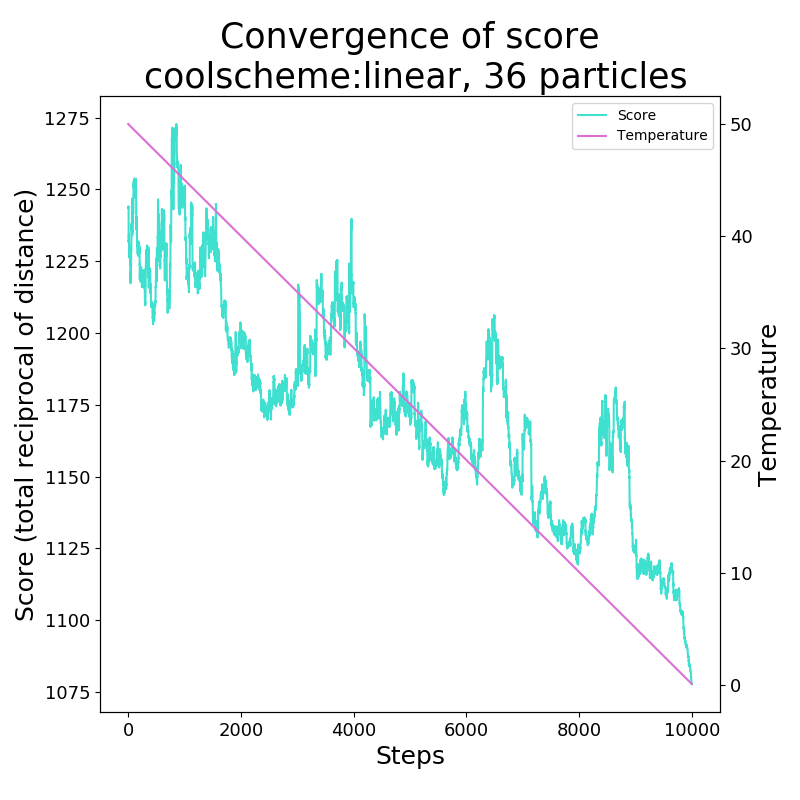 Convergence of score
coolscheme:linear, 36 particles
Score
Temperature
Score (total reciprocal of distance)
1275
1250
1225
1200
1175
1150
1125
1100
1075
50
40
30
20
10
0
Temperature
0 2000 4000 6000 8000 10000
Steps